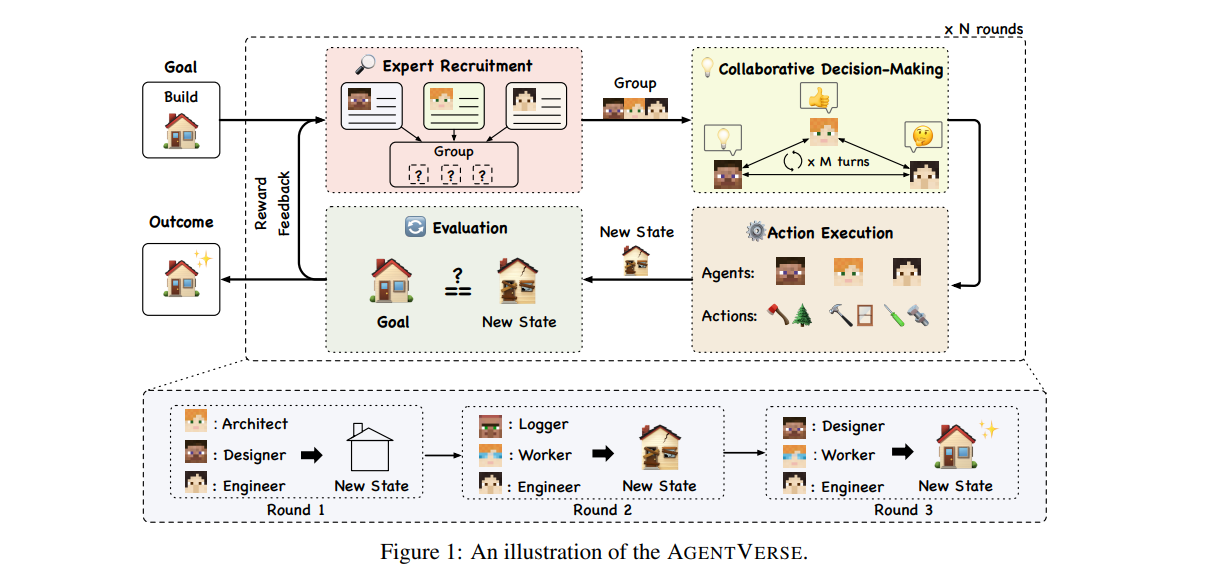 x N rounds
Goal
Build
Expert Recruitment
Group
? ? ?
Group
Collaborative Decision-Making
x M turns
Reward
Feedback
Outcome
Evaluation
?
==
Goal
New State
New State
Action Execution
Agents:
Actions:
: Architect
: Designer
: Engineer
New State
Round 1
: Logger
: Worker
: Engineer
New State
Round 2
: Designer
: Worker
: Engineer
New State
Round 3
Figure 1: An illustration of the AGENTVERSE.